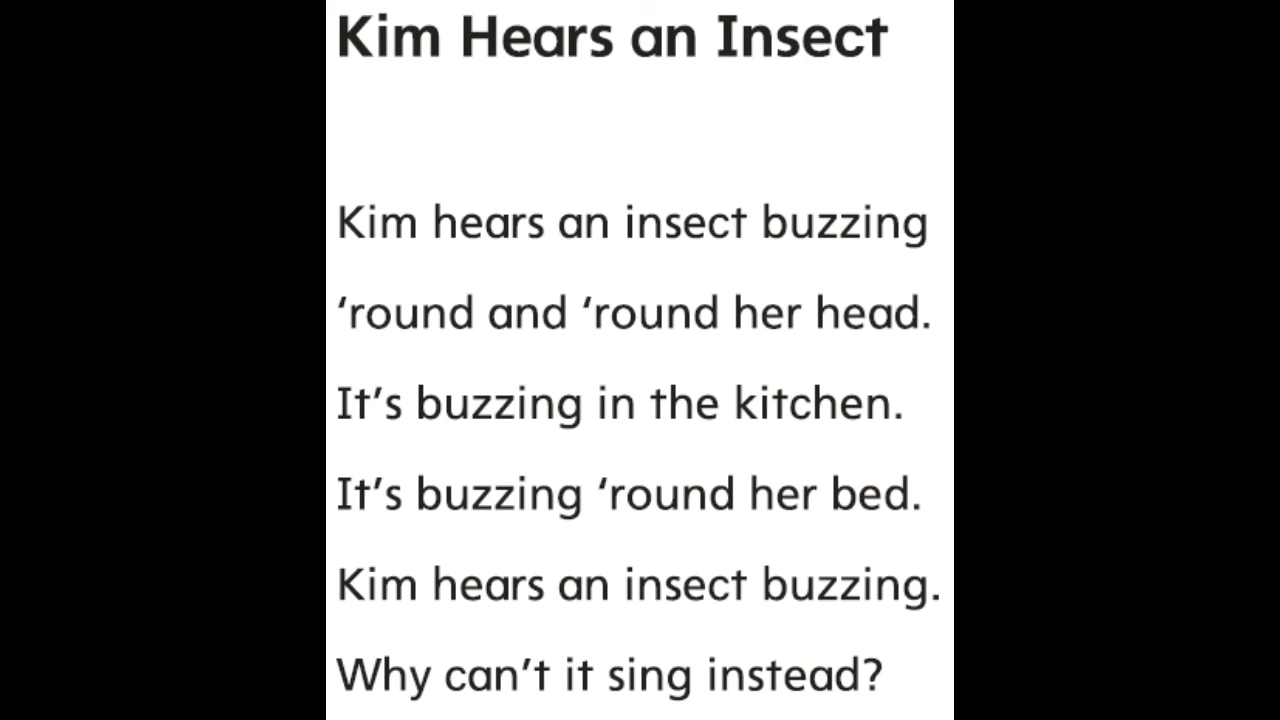 Kim Hears an Insect
Kim hears an insect buzzing
‘round and ‘round her head.
It’s buzzing in the kitchen.
It’s buzzing ‘round her bed.
Kim hears an insect buzzing.
Why can’t it sing instead?